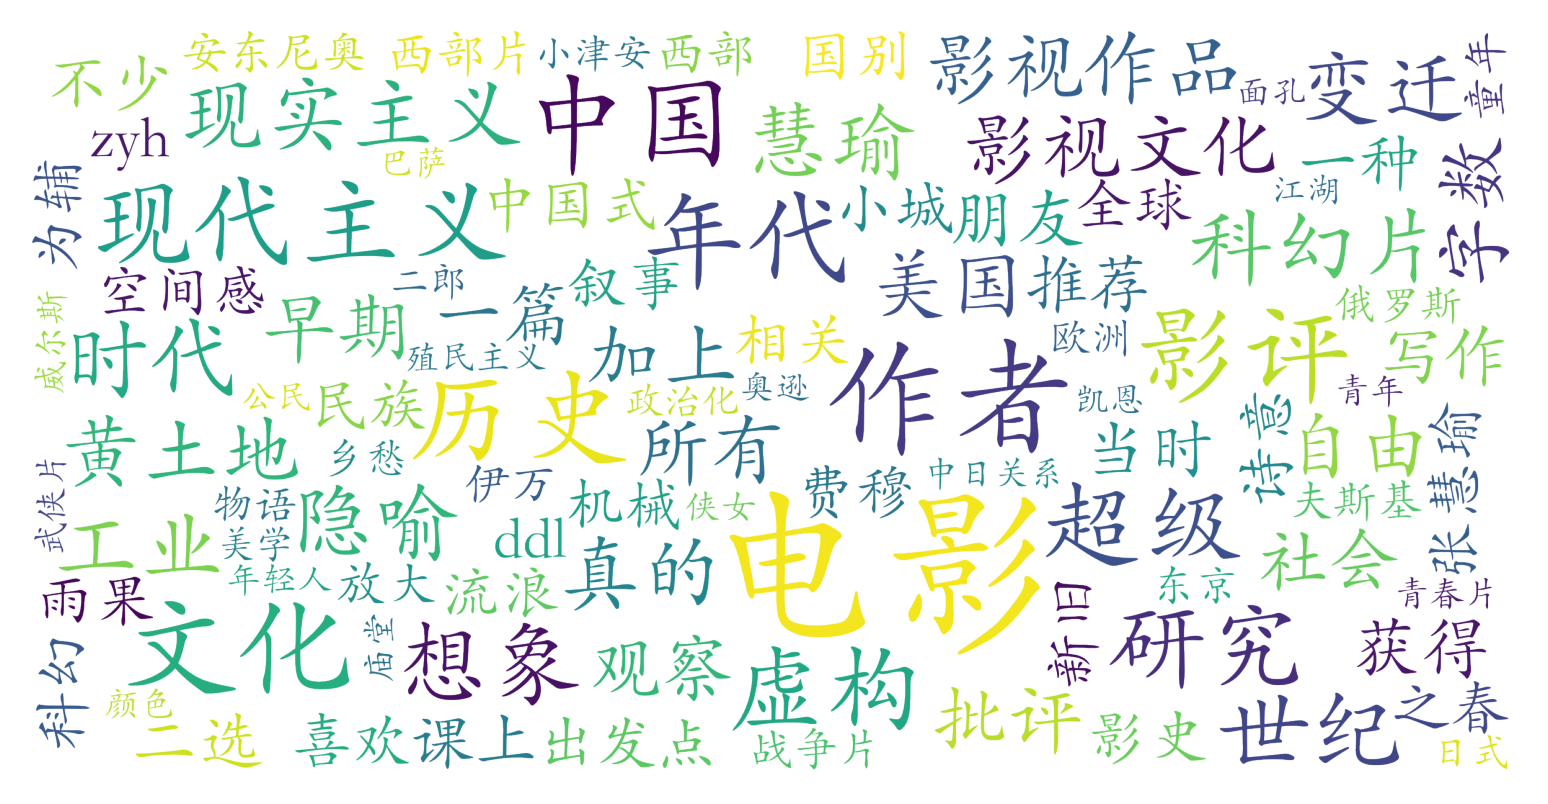 不少
安东尼奥
西部片
小津安
西部
国别
影视作品
面孔
变迁
童年
zyh
现实主义
巴萨
中国
慧瑜
影视文化
一种
字数
为辅
现代主义
中国式
年代
小城
朋友
全球
江湖
科幻片
空间感
二郎
叙事
美国
推荐
俄罗斯
威尔斯
时代
早期
一篇
殖民主义
加上
相关
欧洲
影评
写作
公民
民族
历史
政治化
奥逊
作者
凯恩
青年
黄土地
乡愁
所有
当时
诗意
自由
张慧瑜
武侠片
物语
隐喻
伊万
机械
侠女
费穆
中日关系
夫斯基
工业
美学
ddl
真的
电影
超级
社会
雨果
年轻人
放大
流浪
东京
青春片
文化
庙堂
想象
观察
虚构
新旧
研究
获得
科幻
颜色
二选
喜欢
课上
出发点
战争片
批评
影史
世纪
之春
日式